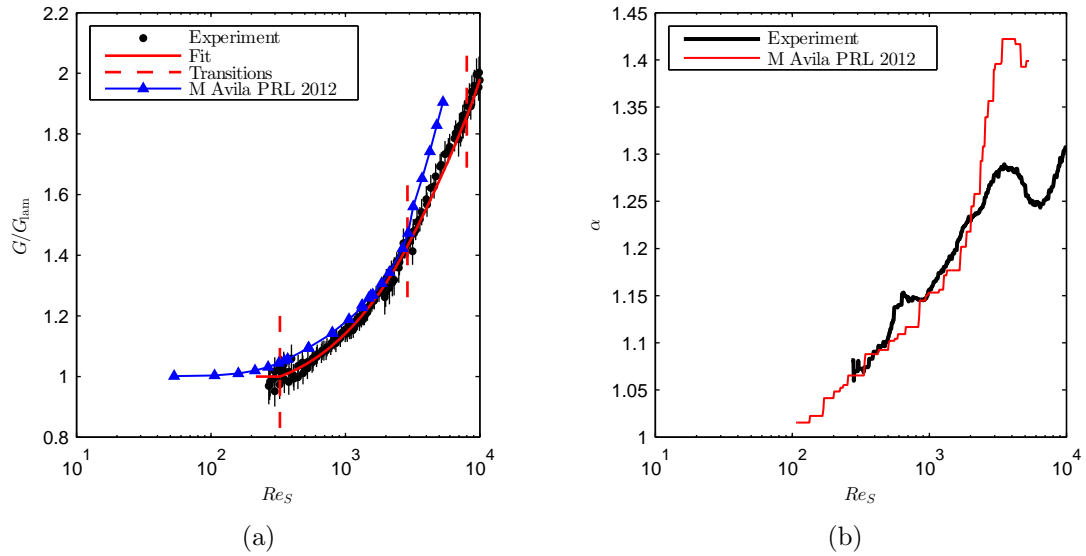 2.2
2
1.8
1.6
1.4
1.2
1
0.8
G/G_lam
Experiment
Fit
Transitions
M Avila PRL 2012
10^1
10^2
10^3
10^4
Re_S
(a)
1.45
1.4
1.35
1.3
1.25
1.2
1.15
1.1
1.05
1
α
Experiment
M Avila PRL 2012
10^1
10^2
10^3
10^4
Re_S
(b)